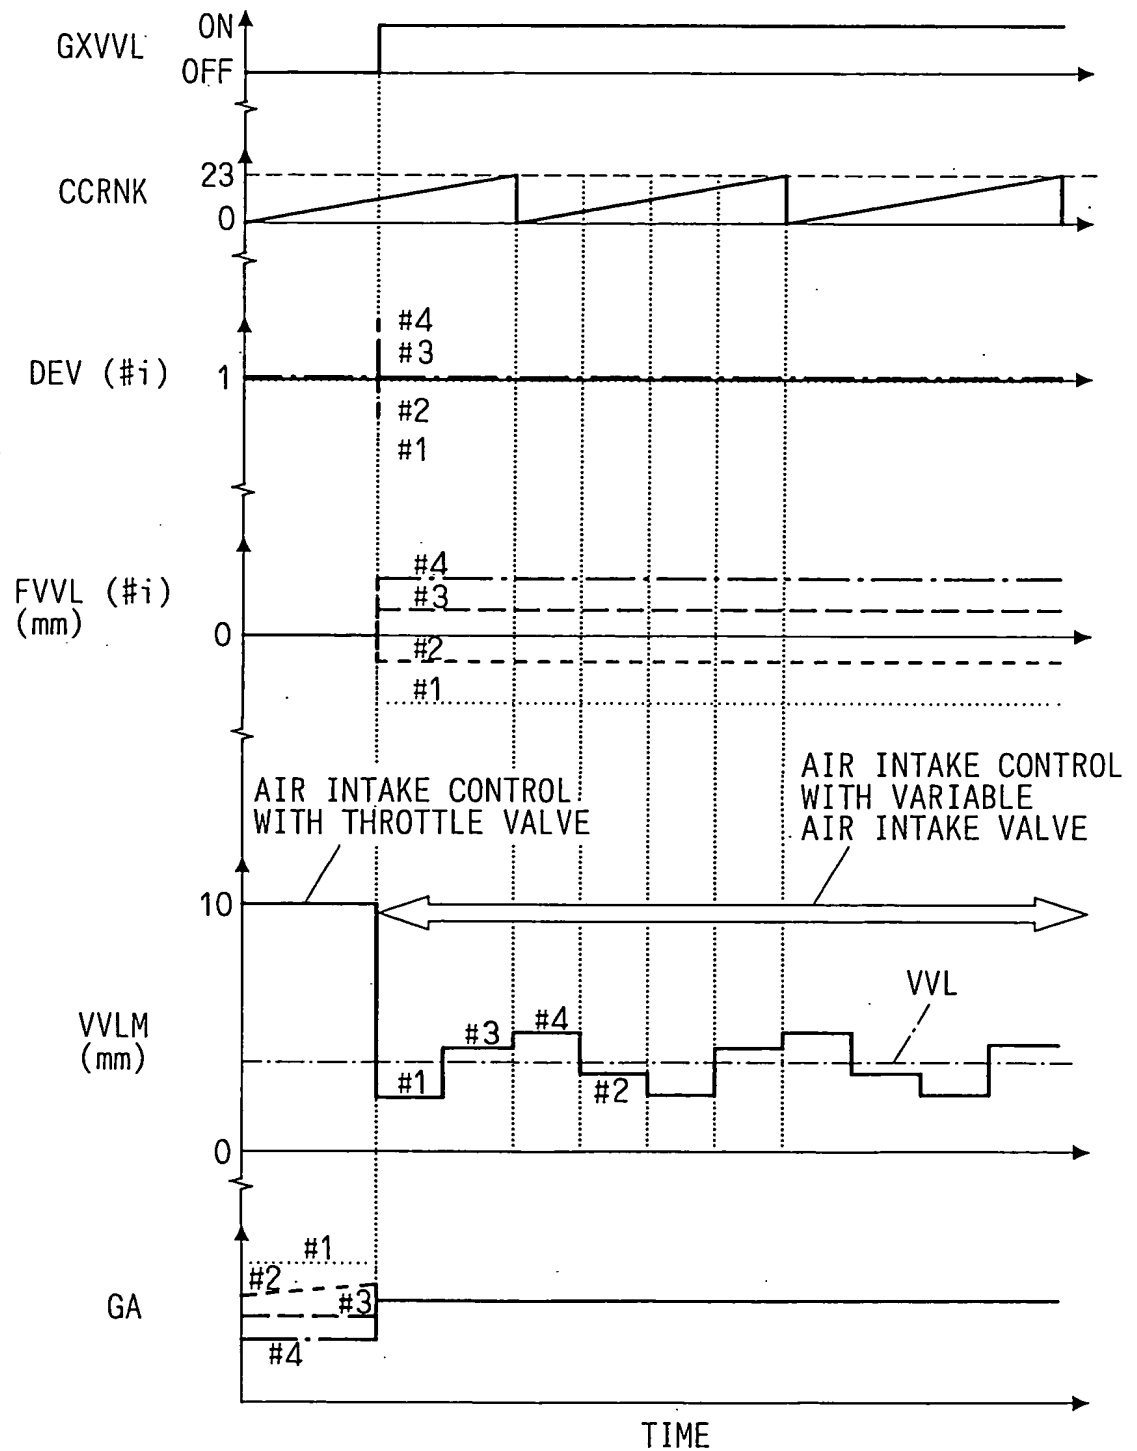 GXVVL
ON
OFF
CCRNK
23
0
DEV (#i)
1
#4
#3
#2
#1
FVVL (#i)
(mm)
0
#4
#3
#2
#1
AIR INTAKE CONTROL
WITH THROTTLE VALVE
AIR INTAKE CONTROL
WITH VARIABLE
AIR INTAKE VALVE
VVLM
(mm)
10
0
#1
#3
#4
#2
VVL
GA
#1
#2
#3
#4
TIME